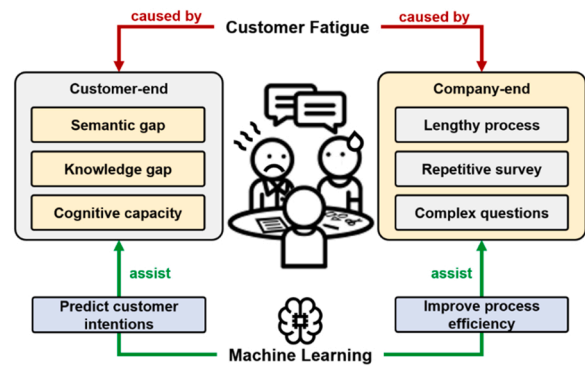 caused by
Customer Fatigue
caused by
Customer-end
Semantic gap
Knowledge gap
Cognitive capacity
Company-end
Lengthy process
Repetitive survey
Complex questions
assist
assist
Predict customer
intentions
Improve process
efficiency
Machine Learning